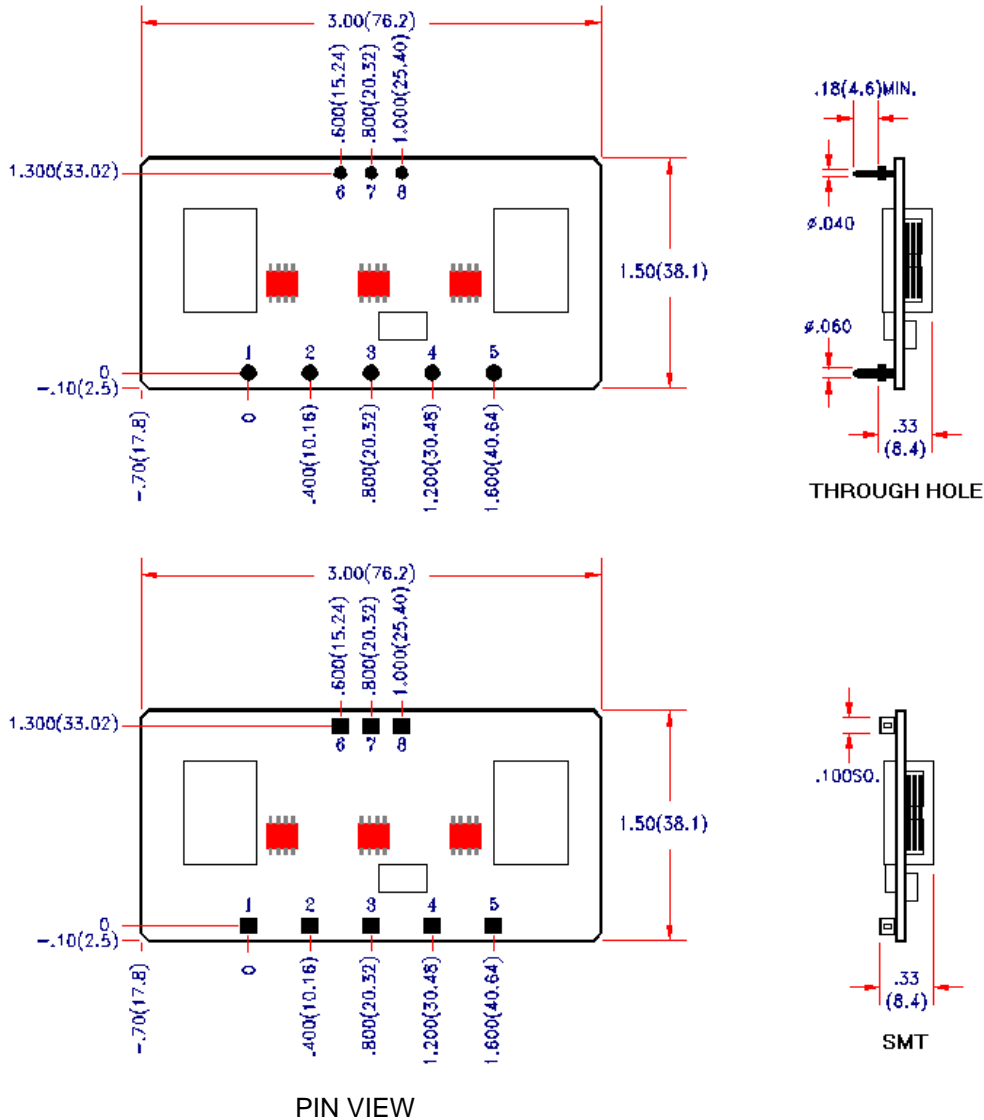 3.00(76.2)
.600(15.24)
.800(20.32)
1.000(25.40)
.18(4.6)MIN.
1.300(33.02)
6 7 8
ø.040
1.50(38.1)
ø.060
1 2 3 4 5
0
-.10(2.5)
-.70(17.8)
0
.400(10.16)
.800(20.32)
1.200(30.48)
1.600(40.64)
.33
(8.4)
THROUGH HOLE
3.00(76.2)
.600(15.24)
.800(20.32)
1.000(25.40)
1.300(33.02)
6 7 8
.100SQ.
1.50(38.1)
1 2 3 4 5
0
-.10(2.5)
-.70(17.8)
0
.400(10.16)
.800(20.32)
1.200(30.48)
1.600(40.64)
.33
(8.4)
SMT
PIN VIEW